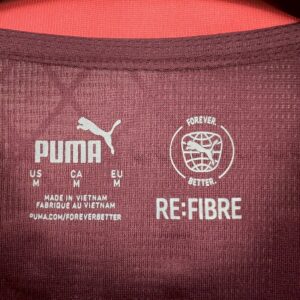 PUMA
US CA EU
M M M
MADE IN VIETNAM
FABRIQUÉ AU VIETNAM
PUMA.COM/FOREVERBETTER
FOREVER.
BETTER.
RE:FIBRE